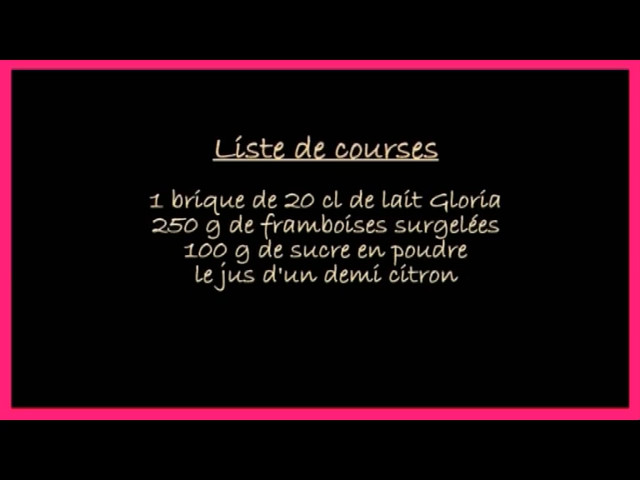 Liste de courses
1 brique de 20 cl de lait Gloria
250 g de framboises surgelées
100 g de sucre en poudre
le jus d'un demi citron